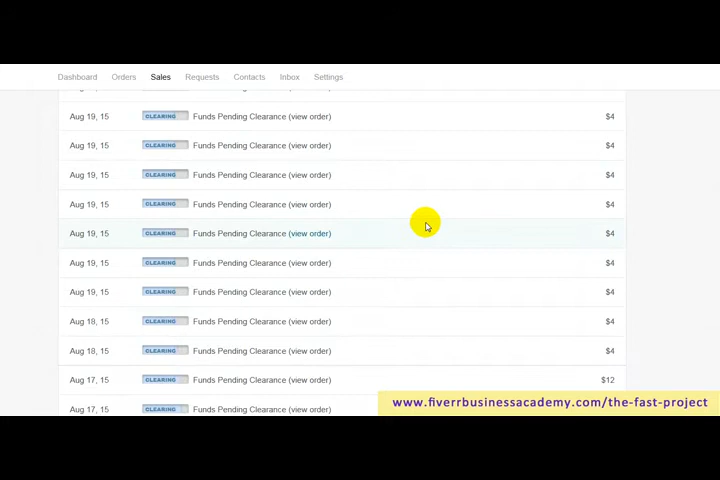 Dashboard Orders Sales Requests Contacts Inbox Settings
Aug 19, 15 CLEARING Funds Pending Clearance (view order) $4
Aug 19, 15 CLEARING Funds Pending Clearance (view order) $4
Aug 19, 15 CLEARING Funds Pending Clearance (view order) $4
Aug 19, 15 CLEARING Funds Pending Clearance (view order) $4
Aug 19, 15 CLEARING Funds Pending Clearance (view order) $4
Aug 19, 15 CLEARING Funds Pending Clearance (view order) $4
Aug 19, 15 CLEARING Funds Pending Clearance (view order) $4
Aug 18, 15 CLEARING Funds Pending Clearance (view order) $4
Aug 18, 15 CLEARING Funds Pending Clearance (view order) $4
Aug 17, 15 CLEARING Funds Pending Clearance (view order) $12
Aug 17, 15 CLEARING Funds Pending Clearance (view order)
www.fiverrbusinessacademy.com/the-fast-project